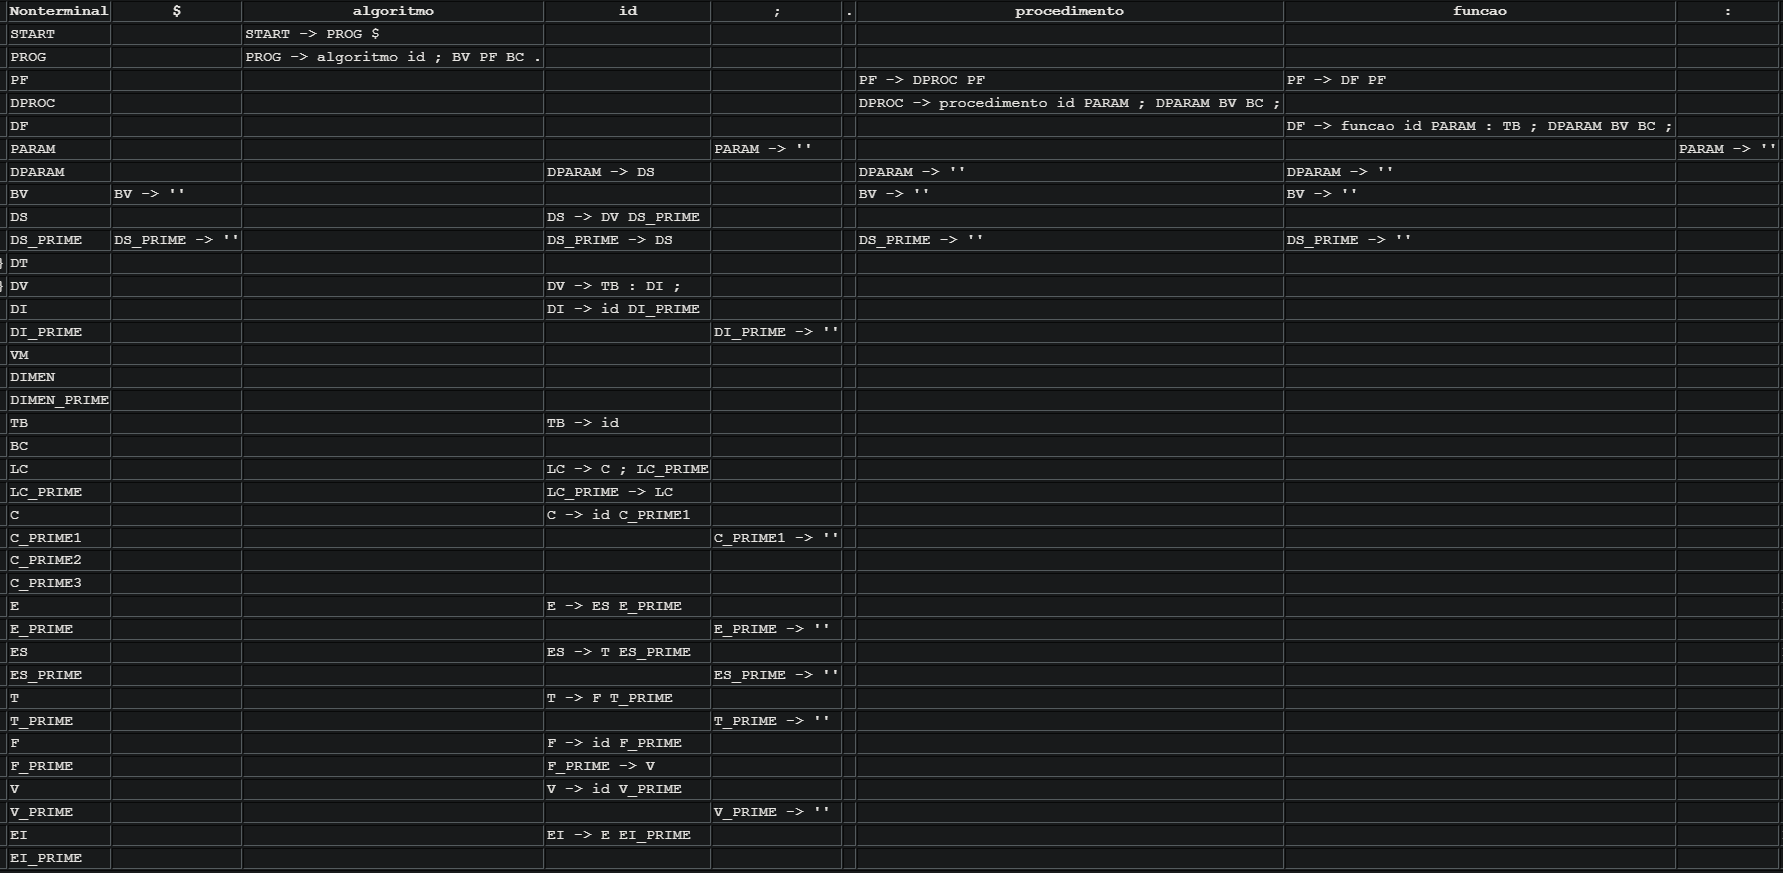 Nonterminal $ algoritmo id ; . procedimento funcao :
START START -> PROG $
PROG PROG -> algoritmo id ; BV PF BC .
PF PF -> DPROC PF PF -> DF PF
DPROC DPROC -> procedimento id PARAM ; DPARAM BV BC ;
DF DF -> funcao id PARAM : TB ; DPARAM BV BC ;
PARAM PARAM -> '' PARAM -> ''
DPARAM DPARAM -> DS DPARAM -> '' DPARAM -> ''
BV BV -> '' BV -> '' BV -> ''
DS DS -> DV DS_PRIME
DS_PRIME DS_PRIME -> '' DS_PRIME -> DS DS_PRIME -> '' DS_PRIME -> ''
} DT
} DV DV -> TB : DI ;
DI DI -> id DI_PRIME
DI_PRIME DI_PRIME -> ''
VM
DIMEN
DIMEN_PRIME
TB TB -> id
BC
LC LC -> C ; LC_PRIME
LC_PRIME LC_PRIME -> LC
C C -> id C_PRIME1
C_PRIME1 C_PRIME1 -> ''
C_PRIME2
C_PRIME3
E E -> ES E_PRIME
E_PRIME E_PRIME -> ''
ES ES -> T ES_PRIME
ES_PRIME ES_PRIME -> ''
T T -> F T_PRIME
T_PRIME T_PRIME -> ''
F F -> id F_PRIME
F_PRIME F_PRIME -> V
V V -> id V_PRIME
V_PRIME V_PRIME -> ''
EI EI -> E EI_PRIME
EI_PRIME